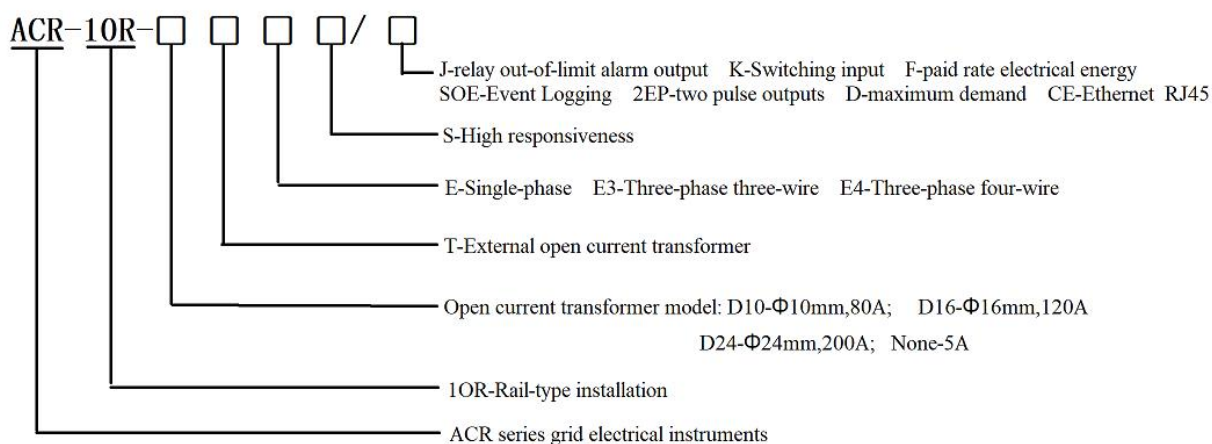 ACR-10R-□ □ □ □/ □
J-relay out-of-limit alarm output K-Switching input F-paid rate electrical energy
SOE-Event Logging 2EP-two pulse outputs D-maximum demand CE-Ethernet RJ45
S-High responsiveness
E-Single-phase E3-Three-phase three-wire E4-Three-phase four-wire
T-External open current transformer
Open current transformer model: D10-Φ10mm,80A; D16-Φ16mm,120A
D24-Φ24mm,200A; None-5A
10R-Rail-type installation
ACR series grid electrical instruments